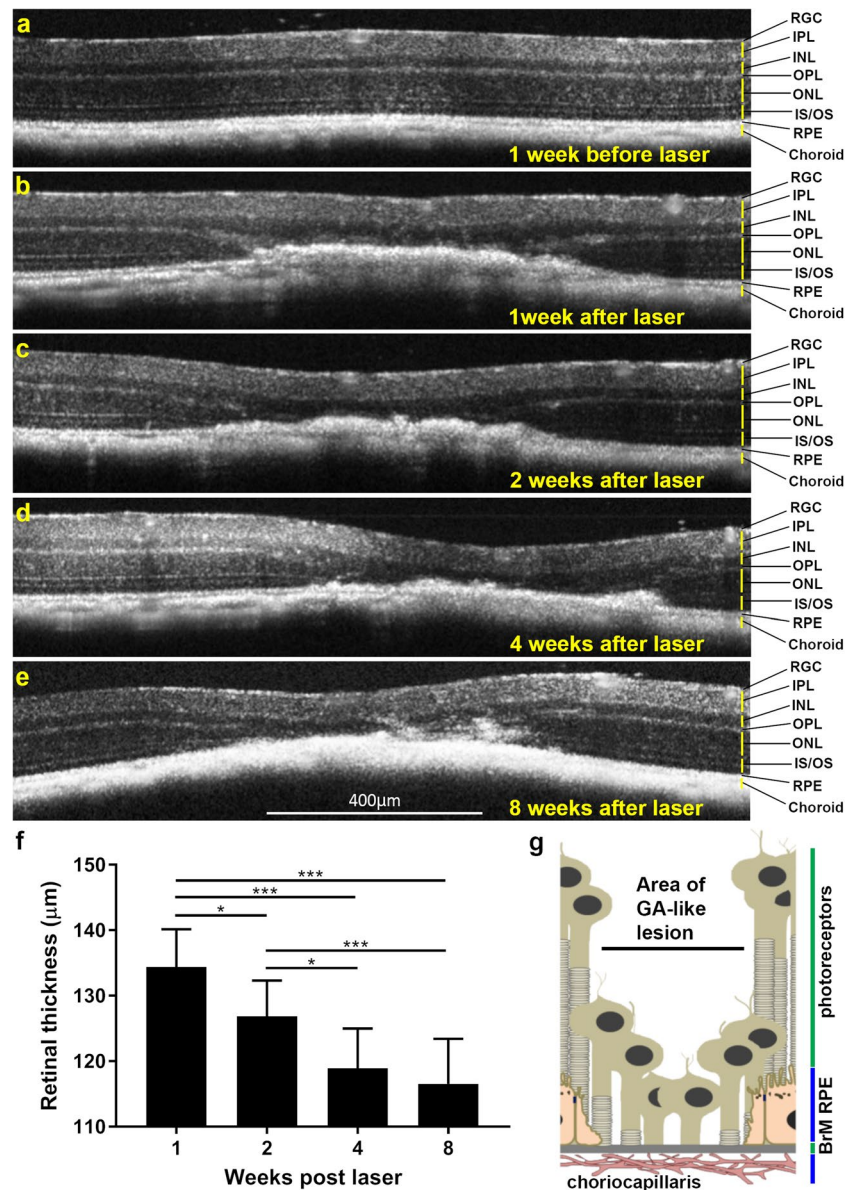 a
RGC
IPL
INL
OPL
ONL
IS/OS
RPE
Choroid
1 week before laser
b
RGC
IPL
INL
OPL
ONL
IS/OS
RPE
Choroid
1week after laser
c
RGC
IPL
INL
OPL
ONL
IS/OS
RPE
Choroid
2 weeks after laser
d
RGC
IPL
INL
OPL
ONL
IS/OS
RPE
Choroid
4 weeks after laser
e
RGC
IPL
INL
OPL
ONL
IS/OS
RPE
Choroid
400μm
8 weeks after laser
f
150
140
130
120
110
Retinal thickness (μm)
***
***
*
***
*
1 2 4 8
Weeks post laser
g
Area of
GA-like
lesion
photoreceptors
BrM RPE
choriocapillaris